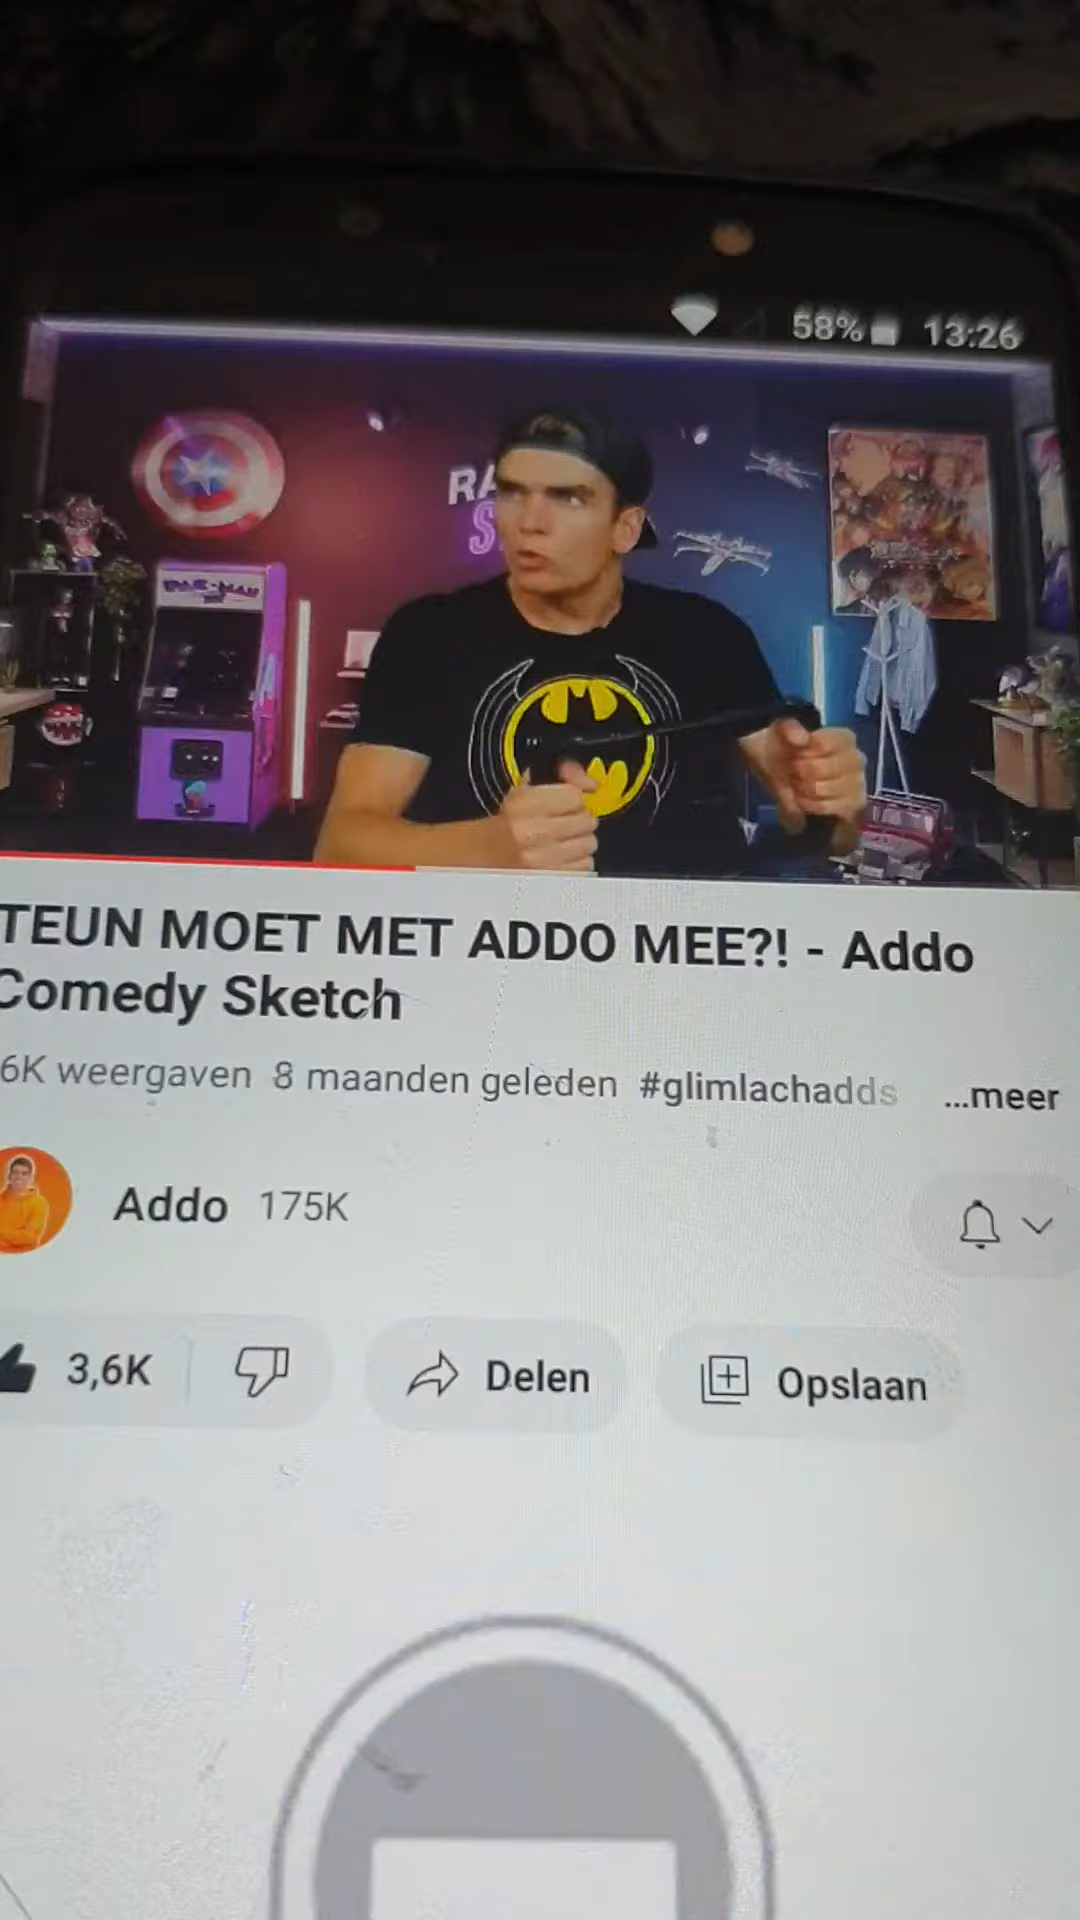 58% 13:26
PAC-MAN
RA
S
TEUN MOET MET ADDO MEE?! - Addo
Comedy Sketch
6K weergaven 8 maanden geleden #glimlachadds ...meer
Addo 175K
3,6K Delen Opslaan